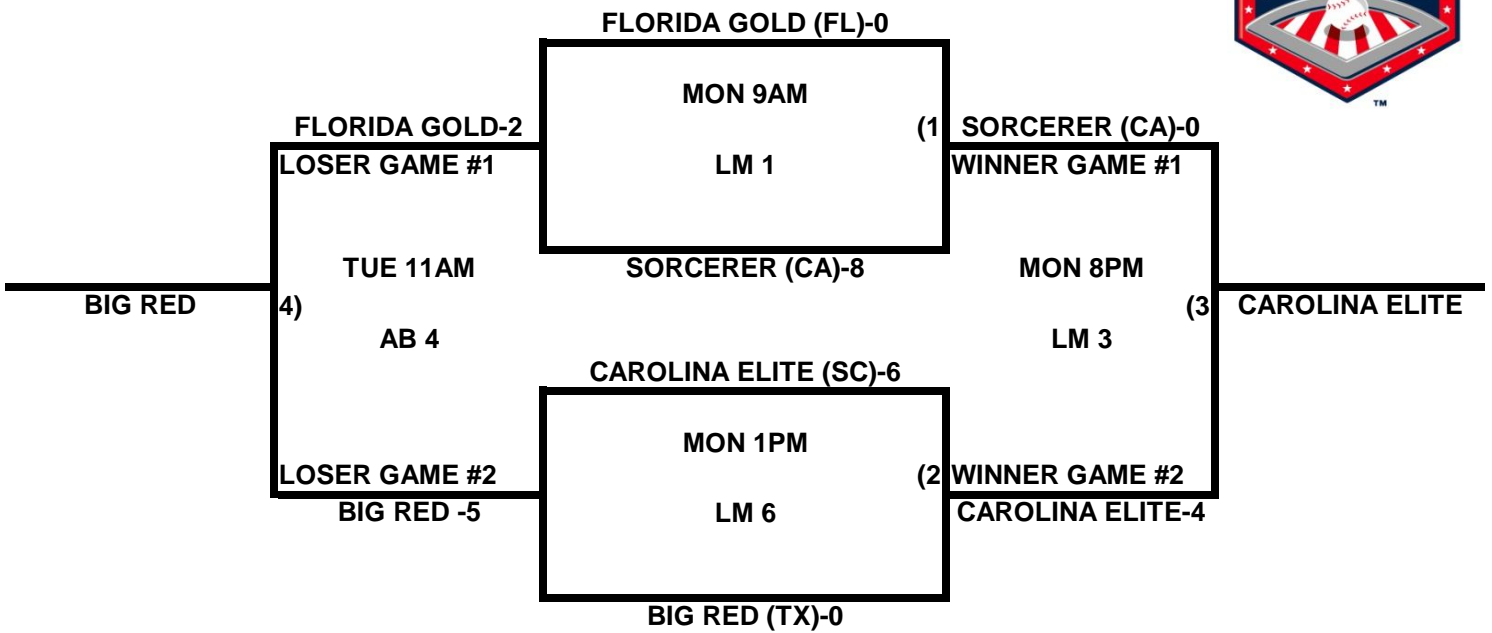 FLORIDA GOLD (FL)-0
MON 9AM
FLORIDA GOLD-2
(1
SORCERER (CA)-0
LOSER GAME #1
LM 1
WINNER GAME #1
TUE 11AM
SORCERER (CA)-8
MON 8PM
BIG RED
4)
(3
CAROLINA ELITE
AB 4
LM 3
CAROLINA ELITE (SC)-6
MON 1PM
LOSER GAME #2
(2
WINNER GAME #2
BIG RED -5
LM 6
CAROLINA ELITE-4
BIG RED (TX)-0
TM